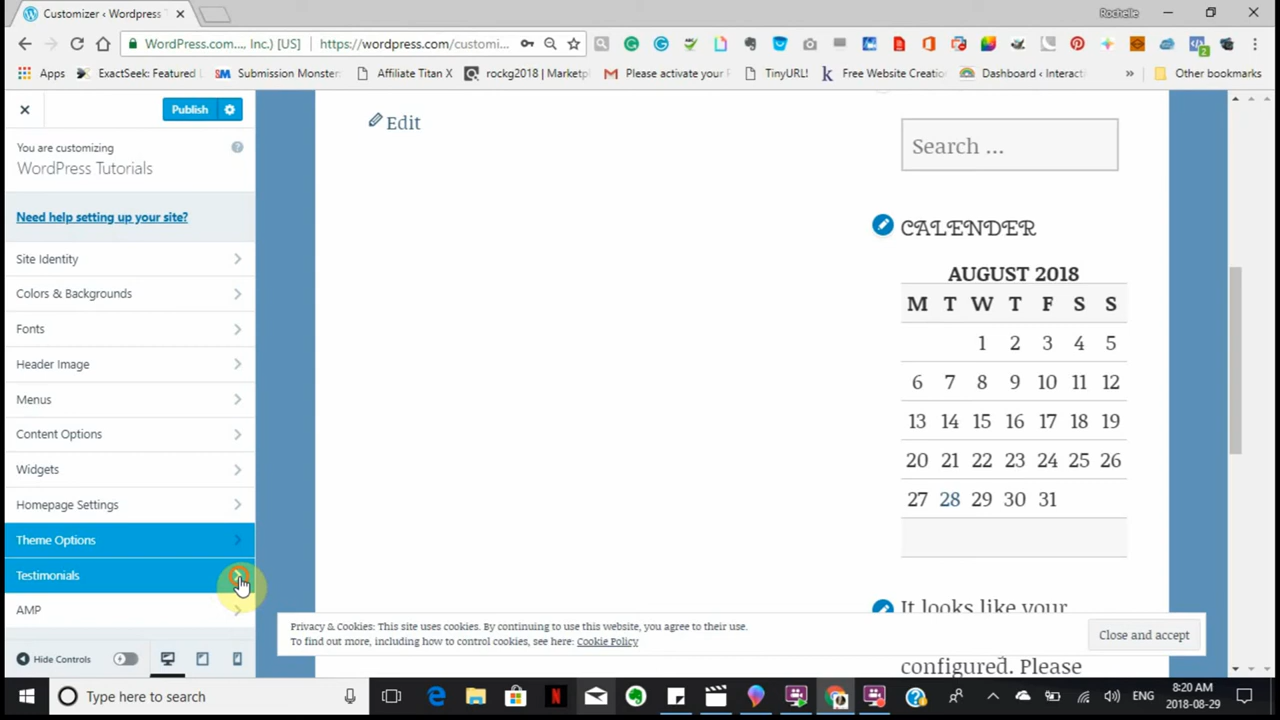 Customizer ‹ Wordpress T
Rochelle
WordPress.com..., Inc.) [US]
https://wordpress.com/customi...
2
Apps
ExactSeek: Featured
Submission Monster
Affiliate Titan X
rockg2018 | Marketpl
Please activate your
TinyURL!
Free Website Creatio
Dashboard ‹ Interact
»
Other bookmarks
Publish
You are customizing
WordPress Tutorials
Need help setting up your site?
Site Identity
Colors & Backgrounds
Fonts
Header Image
Menus
Content Options
Widgets
Homepage Settings
Theme Options
Testimonials
AMP
Hide Controls
Edit
Search ...
CALENDER
AUGUST 2018
M T W T F S S
1 2 3 4 5
6 7 8 9 10 11 12
13 14 15 16 17 18 19
20 21 22 23 24 25 26
27 28 29 30 31
It looks like your
configured. Please
Privacy & Cookies: This site uses cookies. By continuing to use this website, you agree to their use.
To find out more, including how to control cookies, see here: Cookie Policy
Close and accept
Type here to search
ENG
8:20 AM
2018-08-29